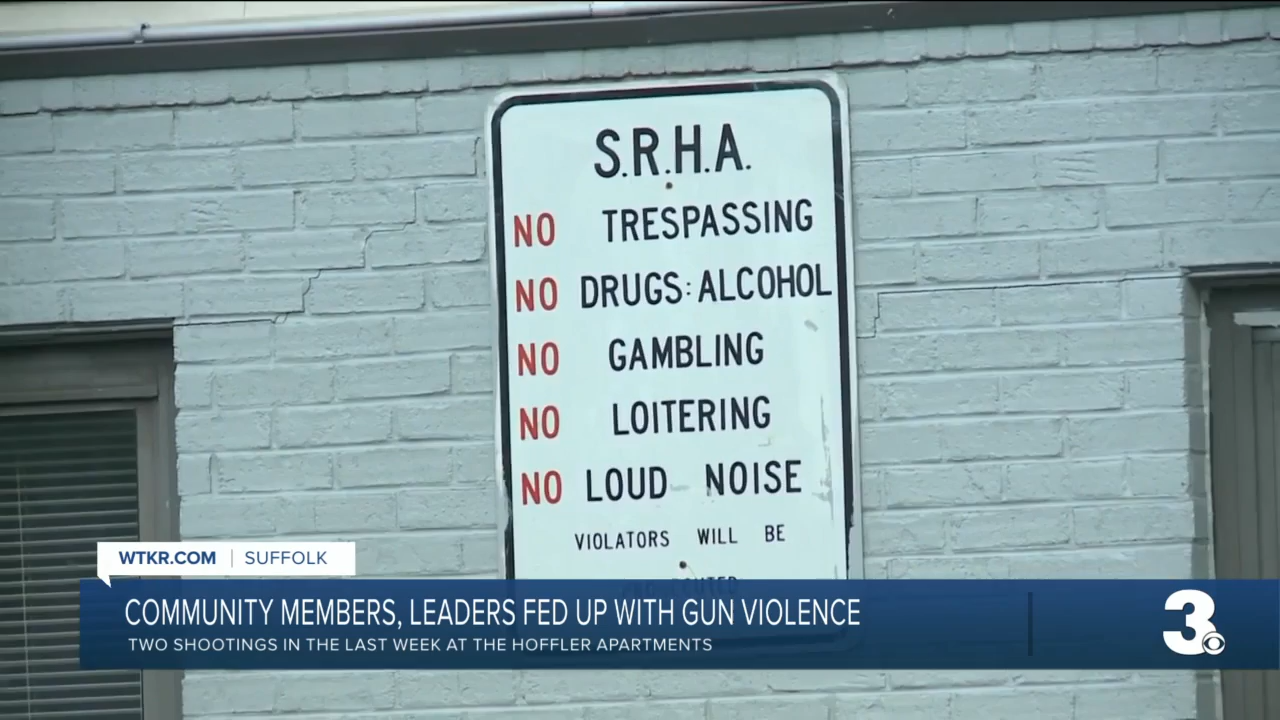 S.R.H.A.
NO TRESPASSING
NO DRUGS: ALCOHOL
NO GAMBLING
NO LOITERING
NO LOUD NOISE
VIOLATORS WILL BE
WTKR.COM | SUFFOLK
COMMUNITY MEMBERS, LEADERS FED UP WITH GUN VIOLENCE
TWO SHOOTINGS IN THE LAST WEEK AT THE HOFFLER APARTMENTS
3